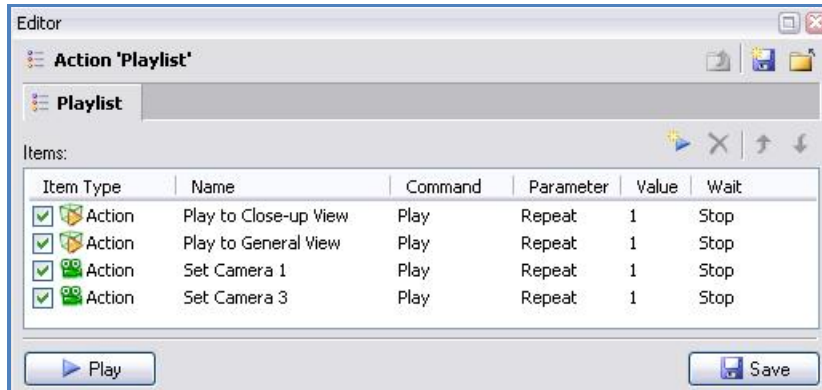 Editor
Action 'Playlist'
Playlist
Items:
Item Type Name Command Parameter Value Wait
Action Play to Close-up View Play Repeat 1 Stop
Action Play to General View Play Repeat 1 Stop
Action Set Camera 1 Play Repeat 1 Stop
Action Set Camera 3 Play Repeat 1 Stop
Play Save